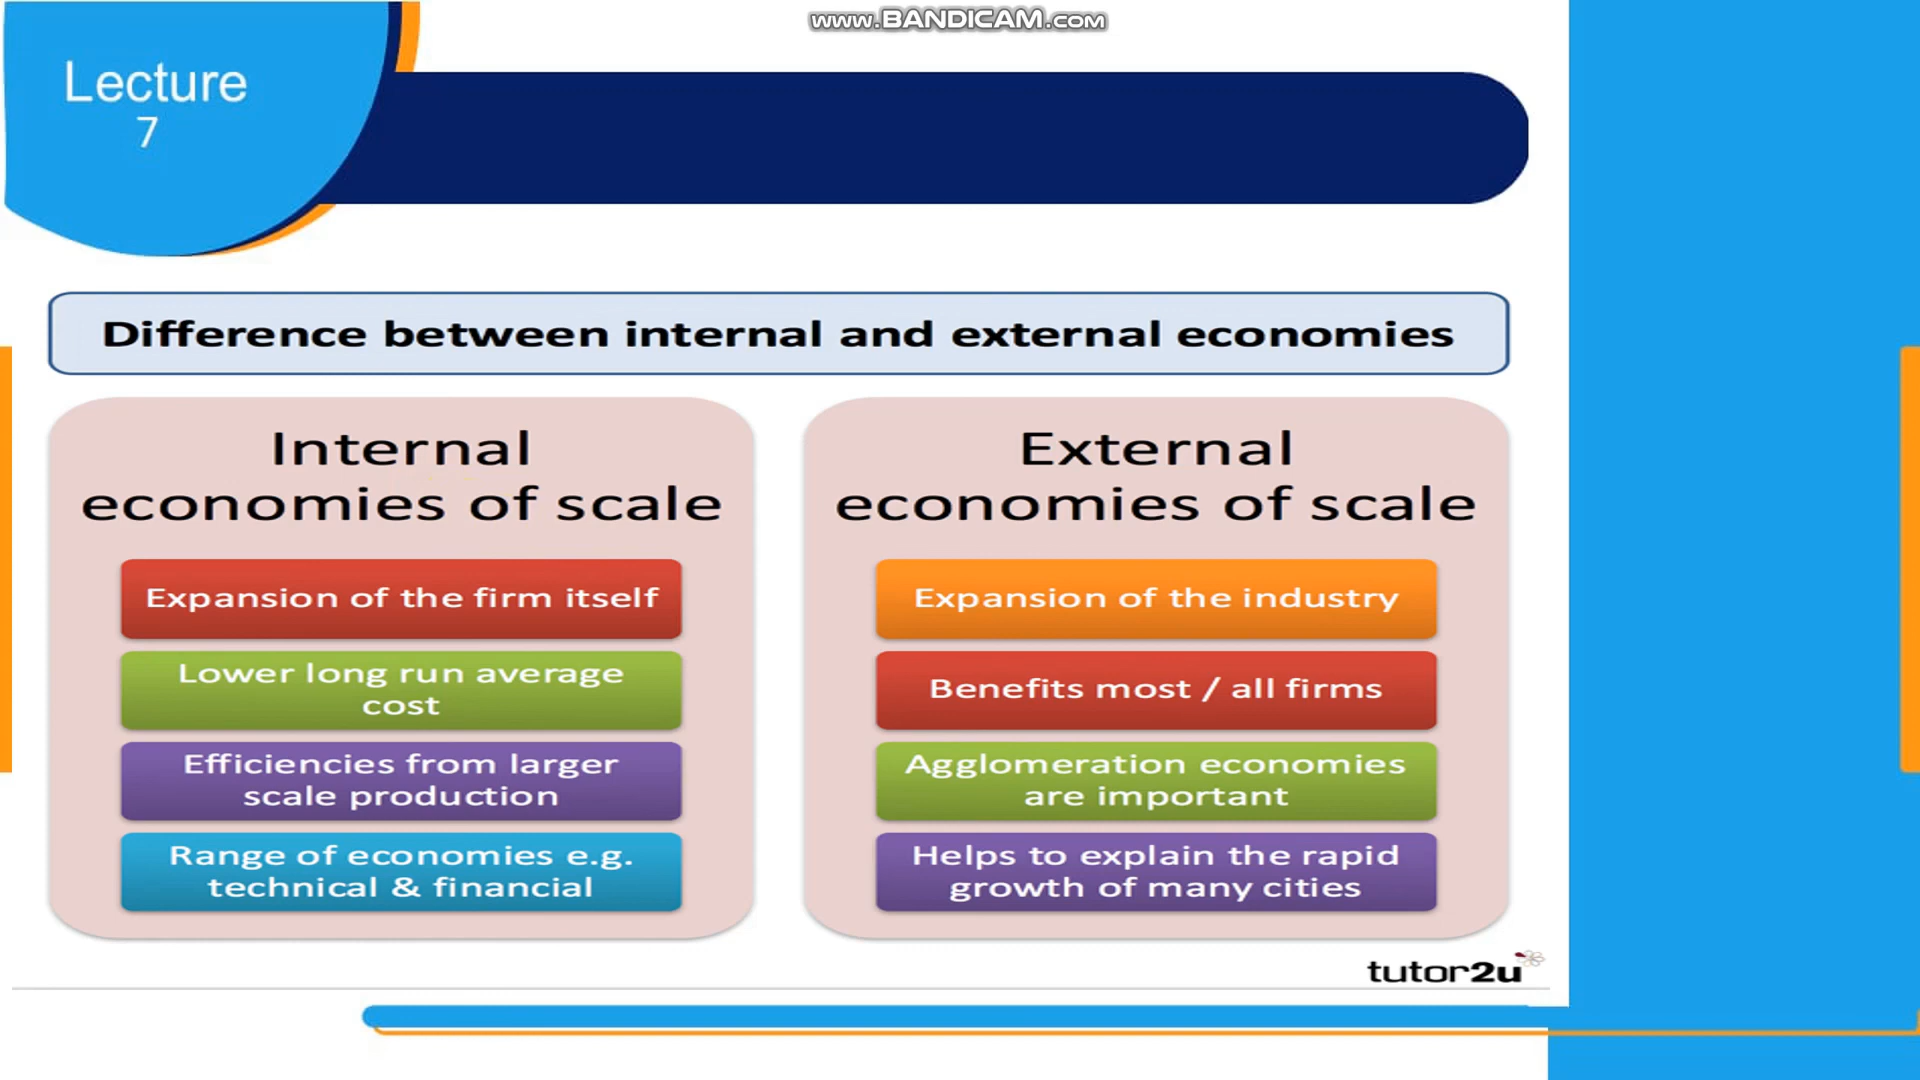 www.BANDICAM.com
Lecture
7
Difference between internal and external economies
Internal
economies of scale
Expansion of the firm itself
Lower long run average
cost
Efficiencies from larger
scale production
Range of economies e.g.
technical & financial
External
economies of scale
Expansion of the industry
Benefits most / all firms
Agglomeration economies
are important
Helps to explain the rapid
growth of many cities
tutor2u